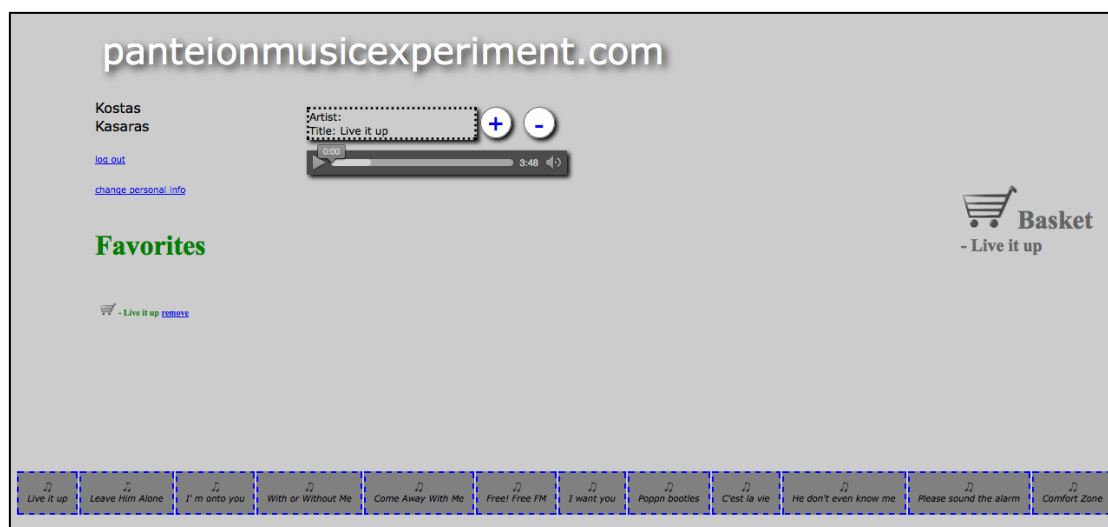 panteionmusicexperiment.com
Kostas
Kasaras
log out
change personal info
Artist:
Title: Live it up
+ -
0:00
3:48
Favorites
- Live it up remove
Basket
- Live it up
Live it up
Leave Him Alone
I' m onto you
With or Without Me
Come Away With Me
Free! Free FM
I want you
Poppn bootles
C'est la vie
He don't even know me
Please sound the alarm
Comfort Zone